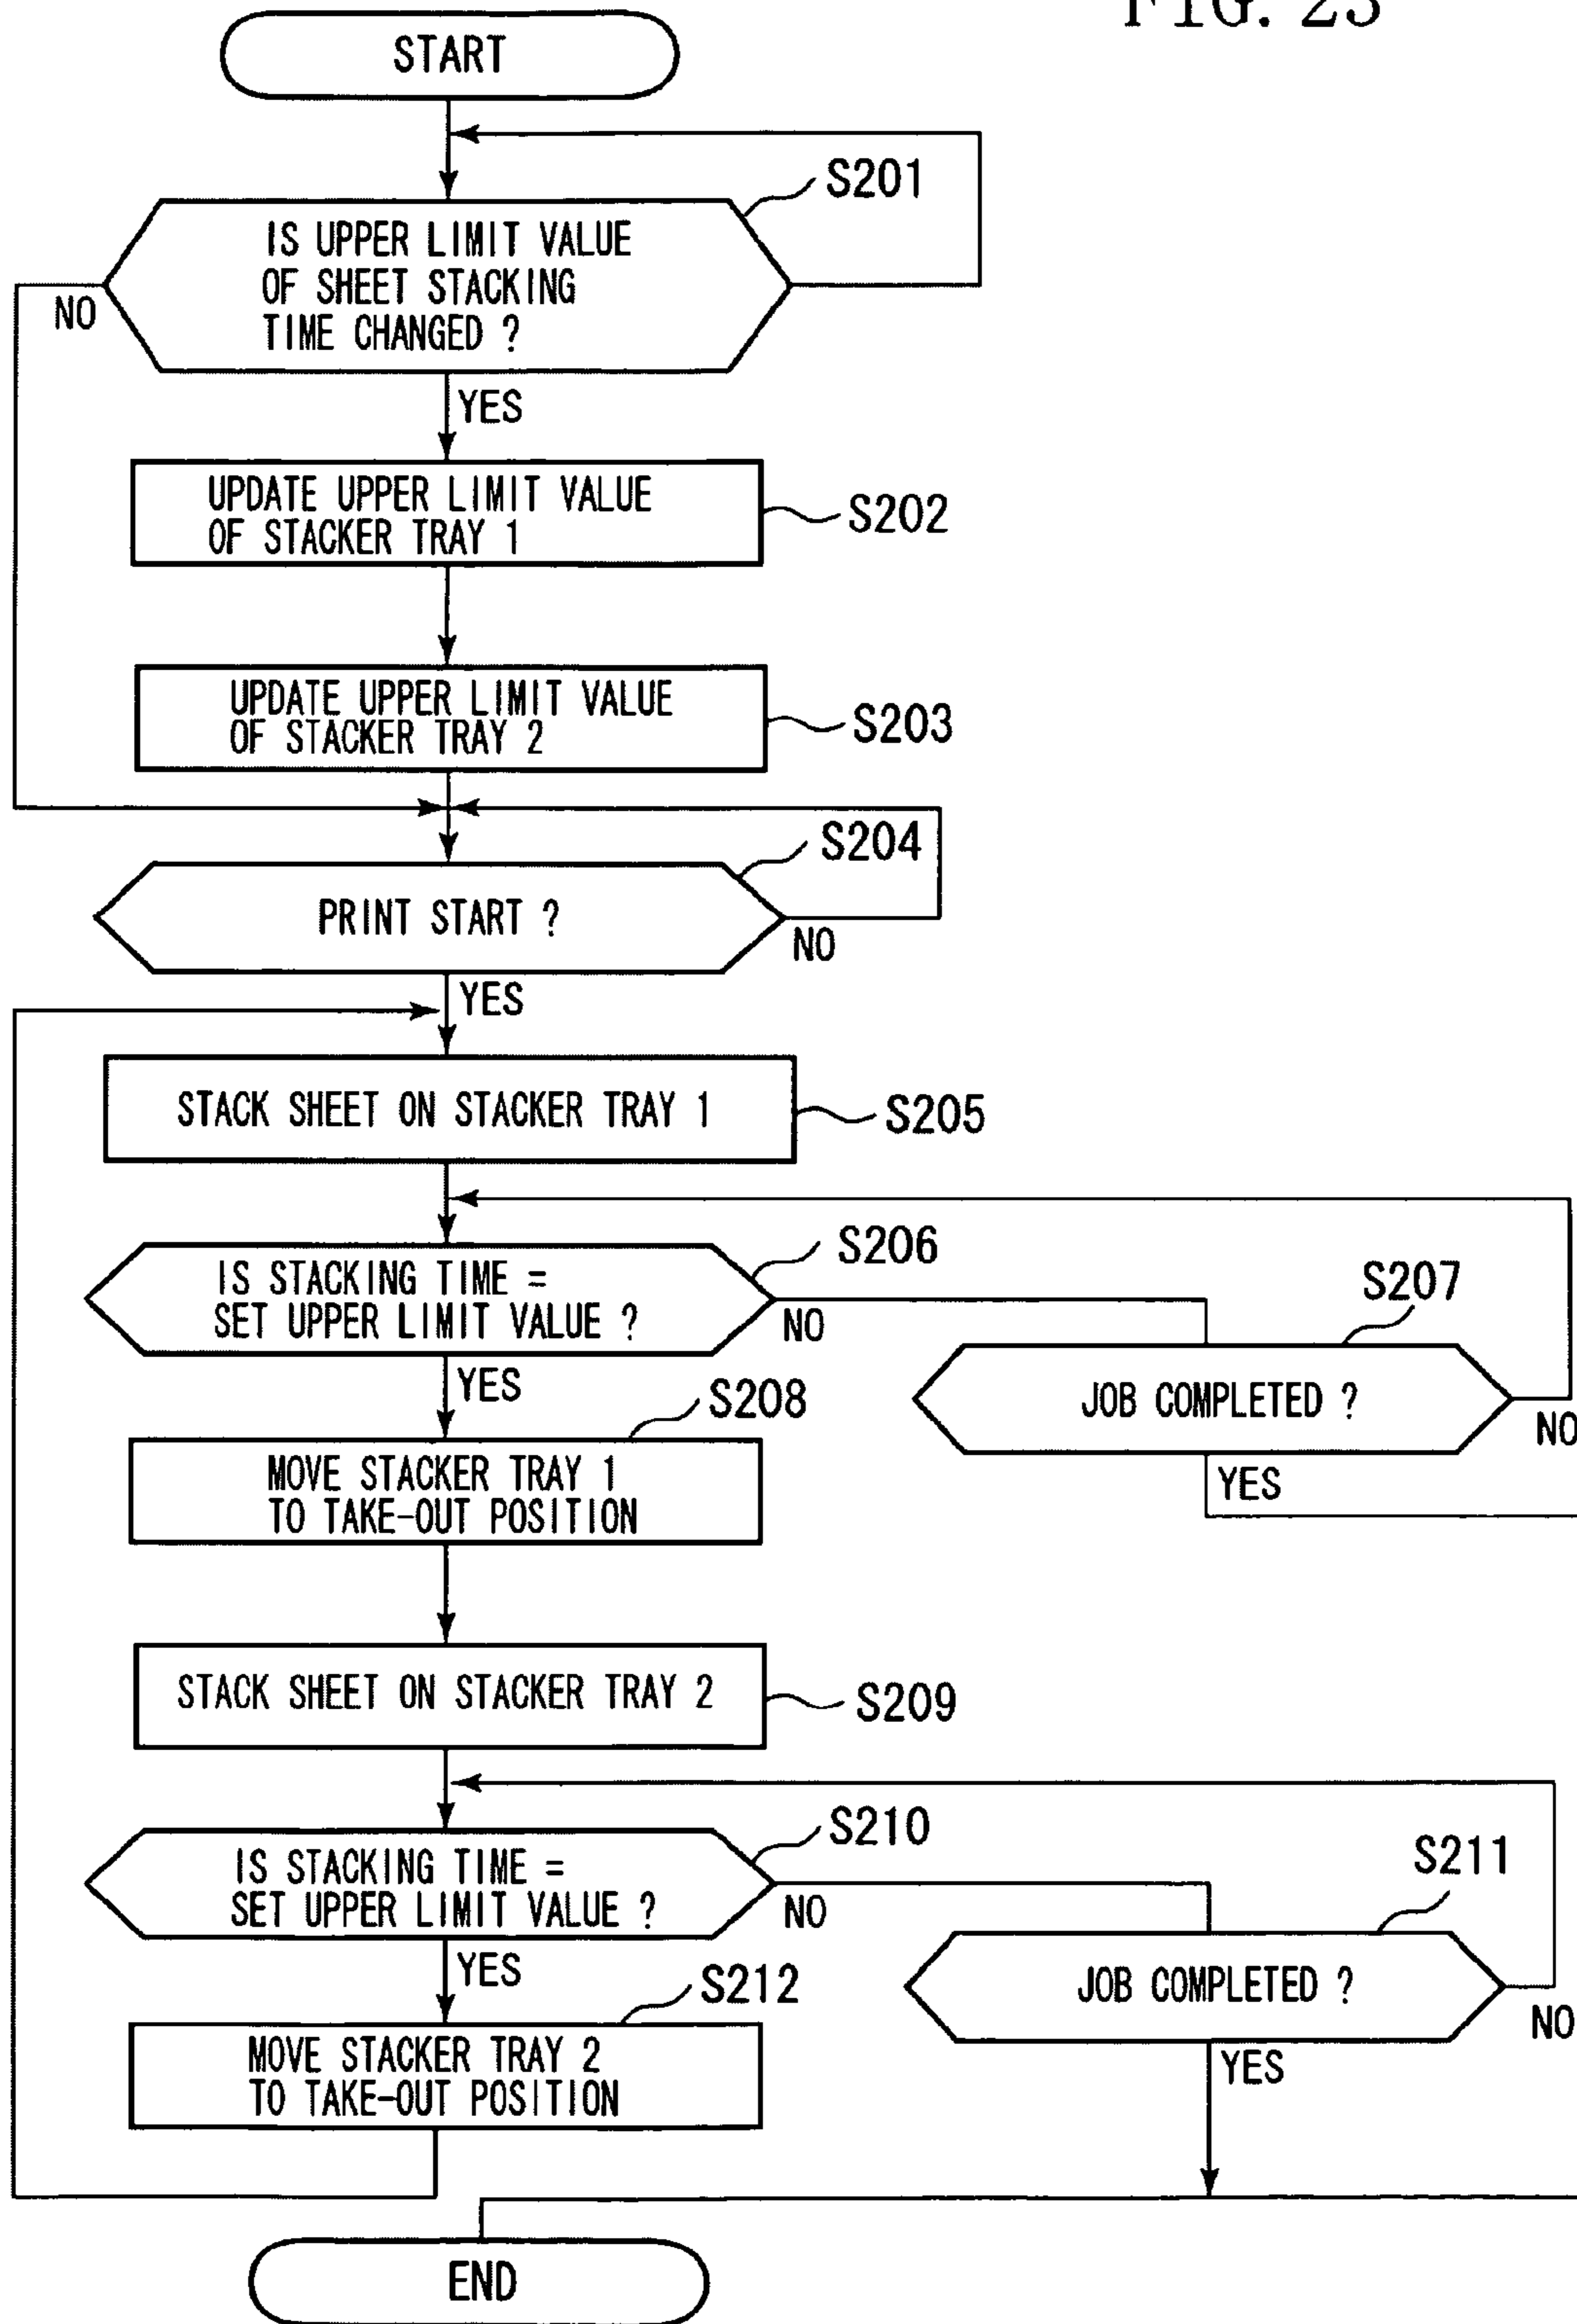 FIG. 23
START
S201
IS UPPER LIMIT VALUE
OF SHEET STACKING
TIME CHANGED ?
NO
YES
UPDATE UPPER LIMIT VALUE
OF STACKER TRAY 1
S202
UPDATE UPPER LIMIT VALUE
OF STACKER TRAY 2
S203
S204
PRINT START ?
NO
YES
STACK SHEET ON STACKER TRAY 1
S205
S206
IS STACKING TIME =
SET UPPER LIMIT VALUE ?
NO
S207
JOB COMPLETED ?
NO
YES
YES
S208
MOVE STACKER TRAY 1
TO TAKE-OUT POSITION
STACK SHEET ON STACKER TRAY 2
S209
S210
IS STACKING TIME =
SET UPPER LIMIT VALUE ?
NO
S211
JOB COMPLETED ?
NO
YES
YES
S212
MOVE STACKER TRAY 2
TO TAKE-OUT POSITION
END